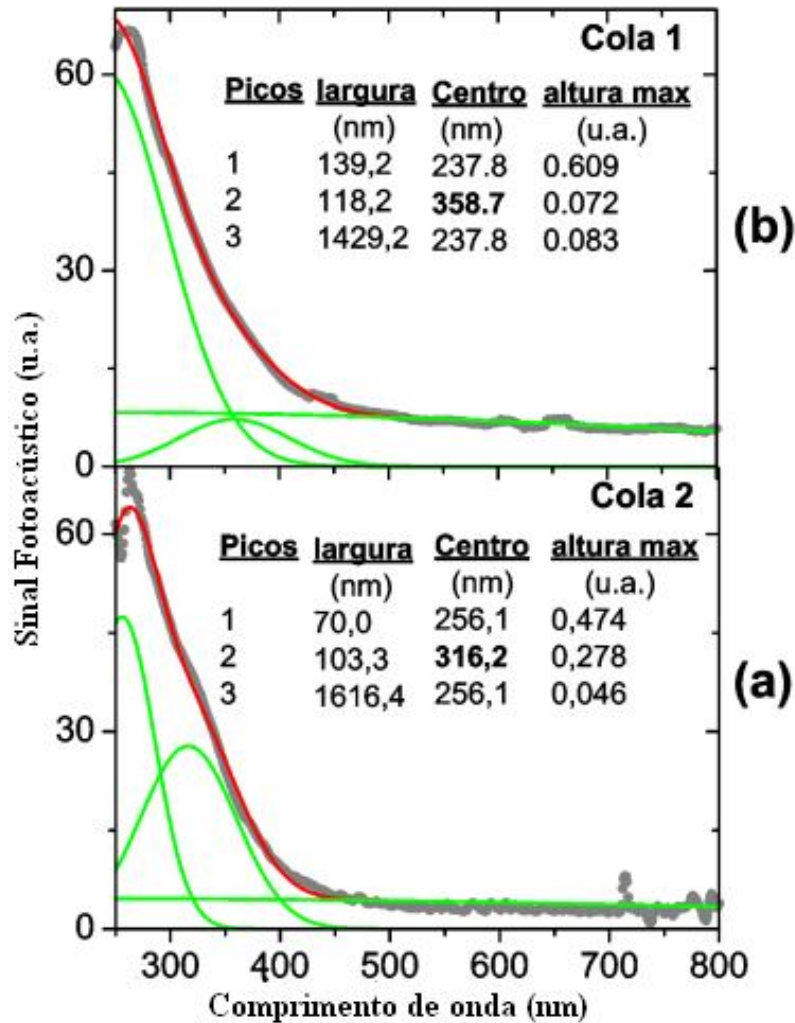 Cola 1
Picos largura Centro altura max
(nm) (nm) (u.a.)
1 139,2 237.8 0.609
2 118,2 358.7 0.072
3 1429,2 237.8 0.083
(b)
60
30
0
Sinal Fotoacústico (u.a.)
Cola 2
Picos largura Centro altura max
(nm) (nm) (u.a.)
1 70,0 256,1 0,474
2 103,3 316,2 0,278
3 1616,4 256,1 0,046
(a)
60
30
0
300 400 500 600 700 800
Comprimento de onda (nm)